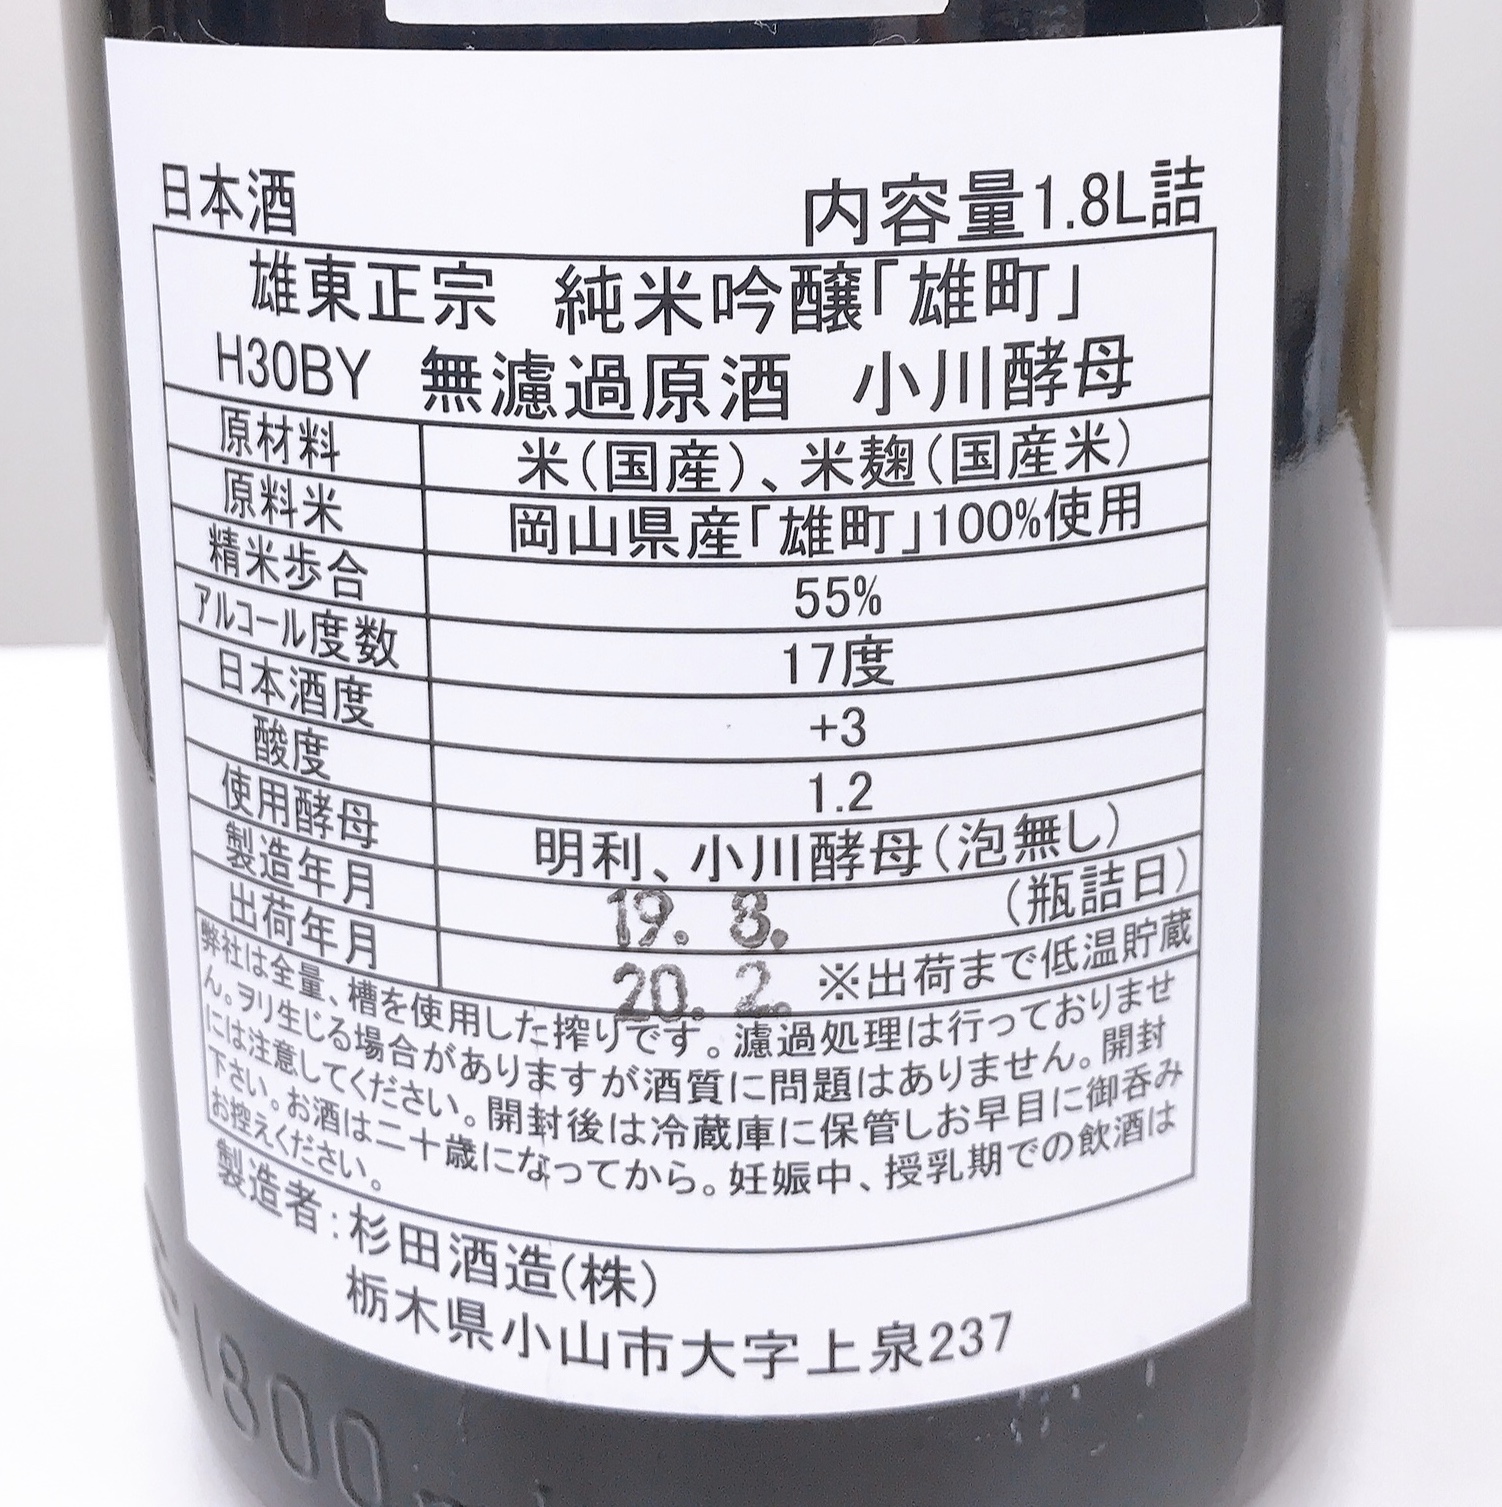 日本酒 内容量1.8L詰
雄東正宗 純米吟醸「雄町」
H30BY 無濾過原酒 小川酵母
原材料 米(国産)、米麹(国産米)
原料米 岡山県産「雄町」100%使用
精米歩合 55%
アルコール度数 17度
日本酒度 +3
酸度 1.2
使用酵母 明利、小川酵母(泡無し)
製造年月 19. 8. (瓶詰日)
出荷年月 20. 2. ※出荷まで低温貯蔵
弊社は全量、槽を使用した搾りです。濾過処理は行っておりませ
ん。ヲリ生じる場合がありますが酒質に問題はありません。開封
には注意してください。開封後は冷蔵庫に保管しお早目に御呑み
下さい。お酒は二十歳になってから。妊娠中、授乳期での飲酒は
お控えください。
製造者:杉田酒造(株)
栃木県小山市大字上泉237
1800